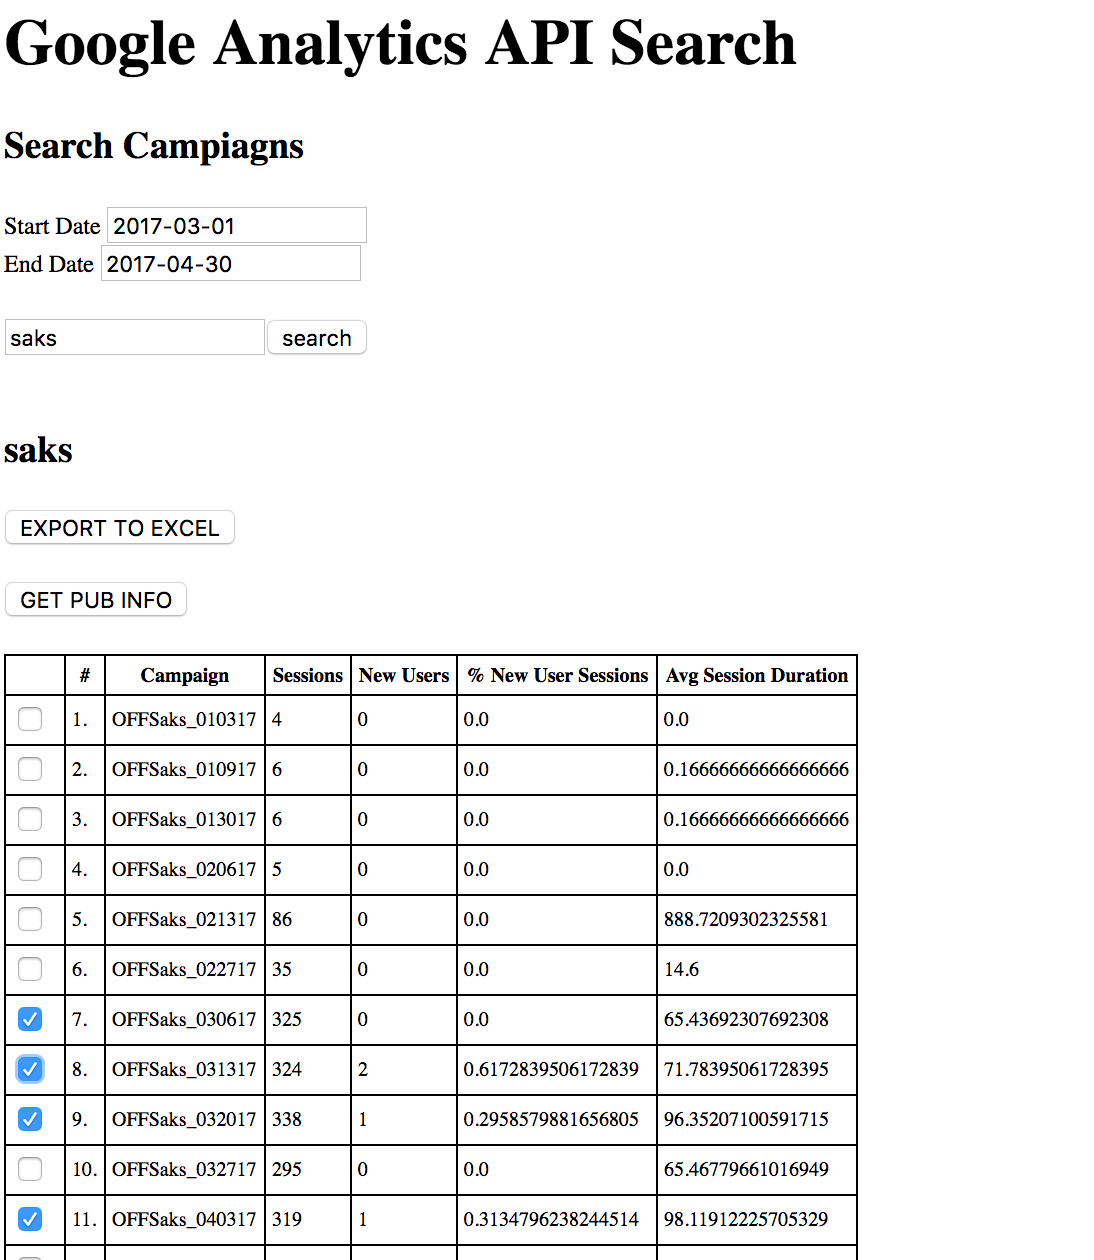 Google Analytics API Search
Search Campiagns
Start Date 2017-03-01
End Date 2017-04-30
saks search
saks
EXPORT TO EXCEL
GET PUB INFO
# Campaign Sessions New Users % New User Sessions Avg Session Duration
1. OFFSaks_010317 4 0 0.0 0.0
2. OFFSaks_010917 6 0 0.0 0.16666666666666666
3. OFFSaks_013017 6 0 0.0 0.16666666666666666
4. OFFSaks_020617 5 0 0.0 0.0
5. OFFSaks_021317 86 0 0.0 888.7209302325581
6. OFFSaks_022717 35 0 0.0 14.6
7. OFFSaks_030617 325 0 0.0 65.43692307692308
8. OFFSaks_031317 324 2 0.6172839506172839 71.78395061728395
9. OFFSaks_032017 338 1 0.2958579881656805 96.35207100591715
10. OFFSaks_032717 295 0 0.0 65.46779661016949
11. OFFSaks_040317 319 1 0.3134796238244514 98.11912225705329